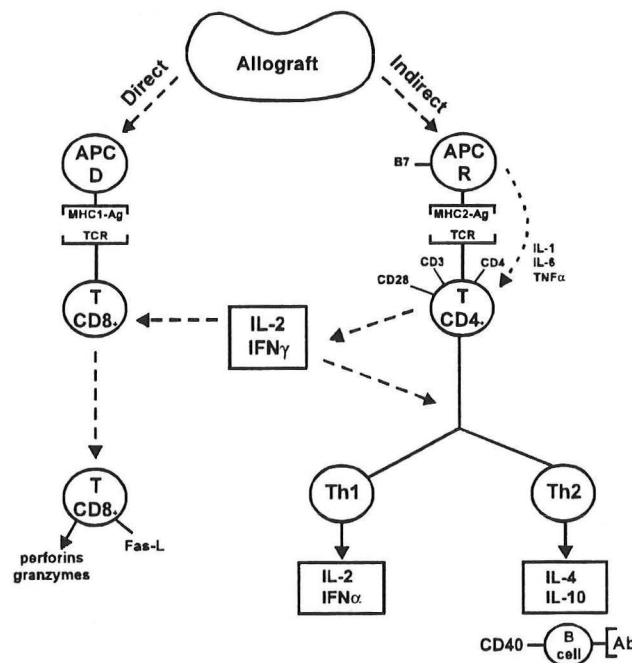 Allograft
Direct
Indirect
APC
D
B7
APC
R
MHC1-Ag
TCR
MHC2-Ag
TCR
IL-1
IL-6
TNFα
CD3
CD4
CD28
T
CD8+
IL-2
IFNγ
T
CD4+
T
CD8+
Fas-L
perforins
granzymes
Th1
Th2
IL-2
IFNα
IL-4
IL-10
CD40
B
cell
Ab